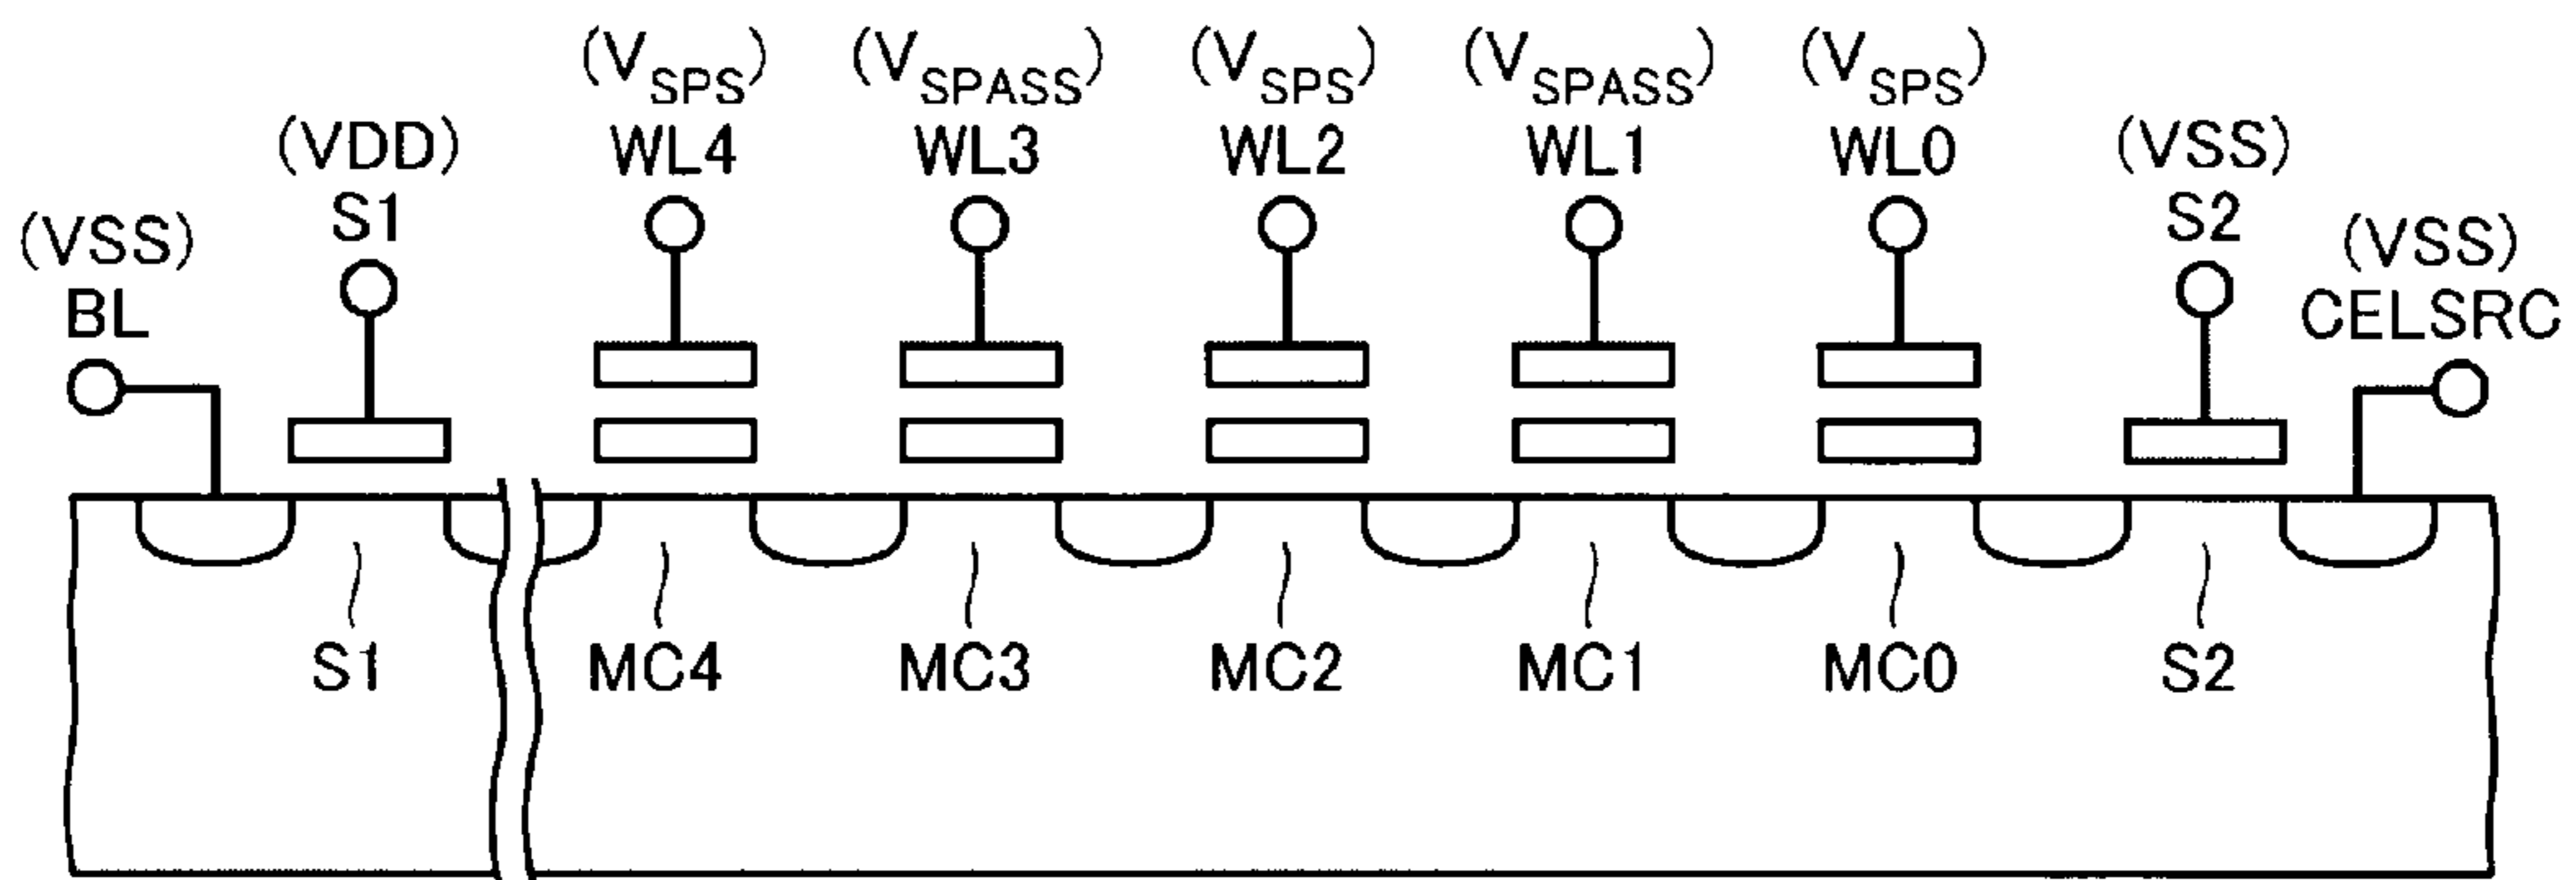 (VSS)
BL
(VDD)
S1
(VSPS)
WL4
(VSPASS)
WL3
(VSPS)
WL2
(VSPASS)
WL1
(VSPS)
WL0
(VSS)
S2
(VSS)
CELSRC
S1
MC4
MC3
MC2
MC1
MC0
S2